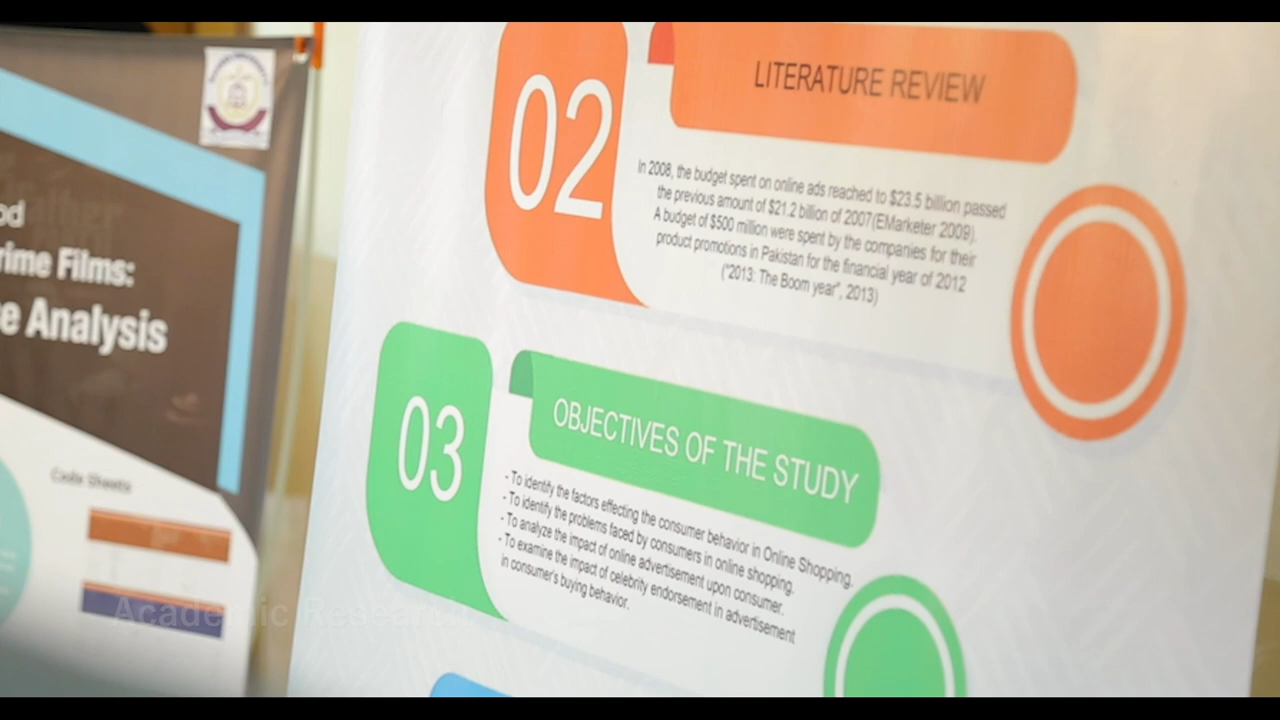 od
rime Films:
e Analysis
Code Sheets
Academic Research
02
LITERATURE REVIEW
In 2008, the budget spent on online ads reached to $23.5 billion passed
the previous amount of $21.2 billion of 2007(EMarketer 2009).
A budget of $500 million were spent by the companies for their
product promotions in Pakistan for the financial year of 2012
("2013: The Boom year", 2013)
03
OBJECTIVES OF THE STUDY
- To identify the factors effecting the consumer behavior in Online Shopping.
- To identify the problems faced by consumers in online shopping.
- To analyze the impact of online advertisement upon consumer.
- To examine the impact of celebrity endorsement in advertisement
in consumer's buying behavior.